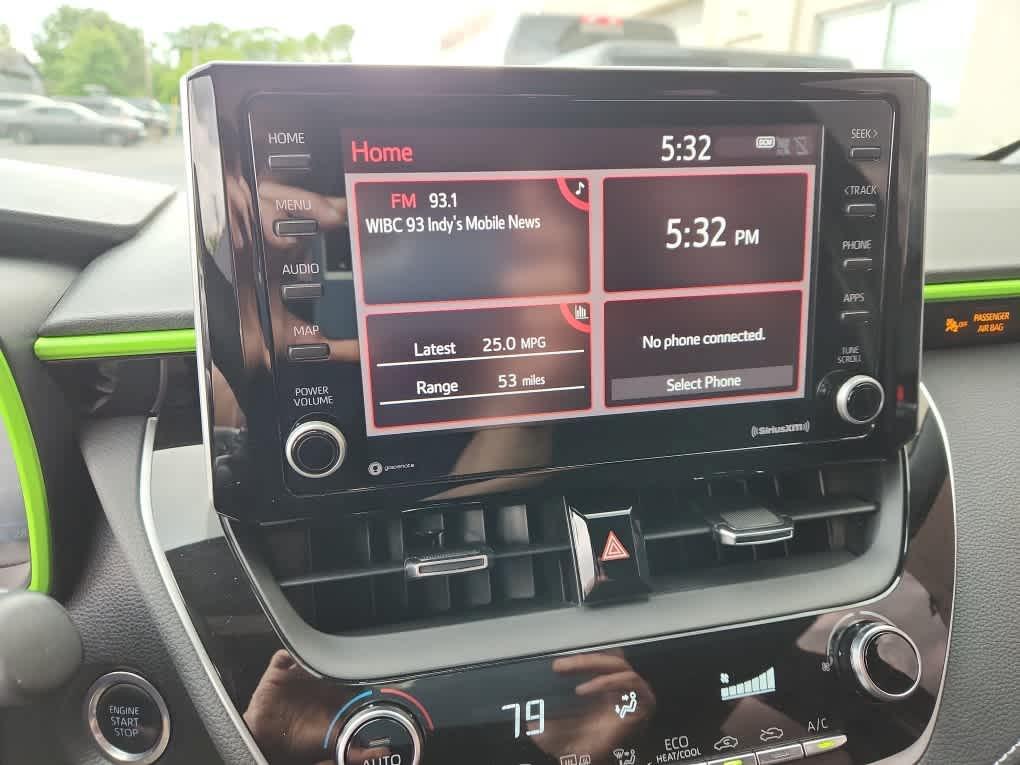 HOME
MENU
AUDIO
MAP
POWER
VOLUME
Home
5:32
DCM
FM 93.1
WIBC 93 Indy's Mobile News
5:32 PM
Latest 25.0 MPG
Range 53 miles
No phone connected.
Select Phone
SEEK>
<TRACK
PHONE
APPS
TUNE
SCROLL
gracenote
((SiriusXM))
OFF
PASSENGER
AIR BAG
ENGINE
START
STOP
79
AUTO
ECO
HEAT/COOL
A/C